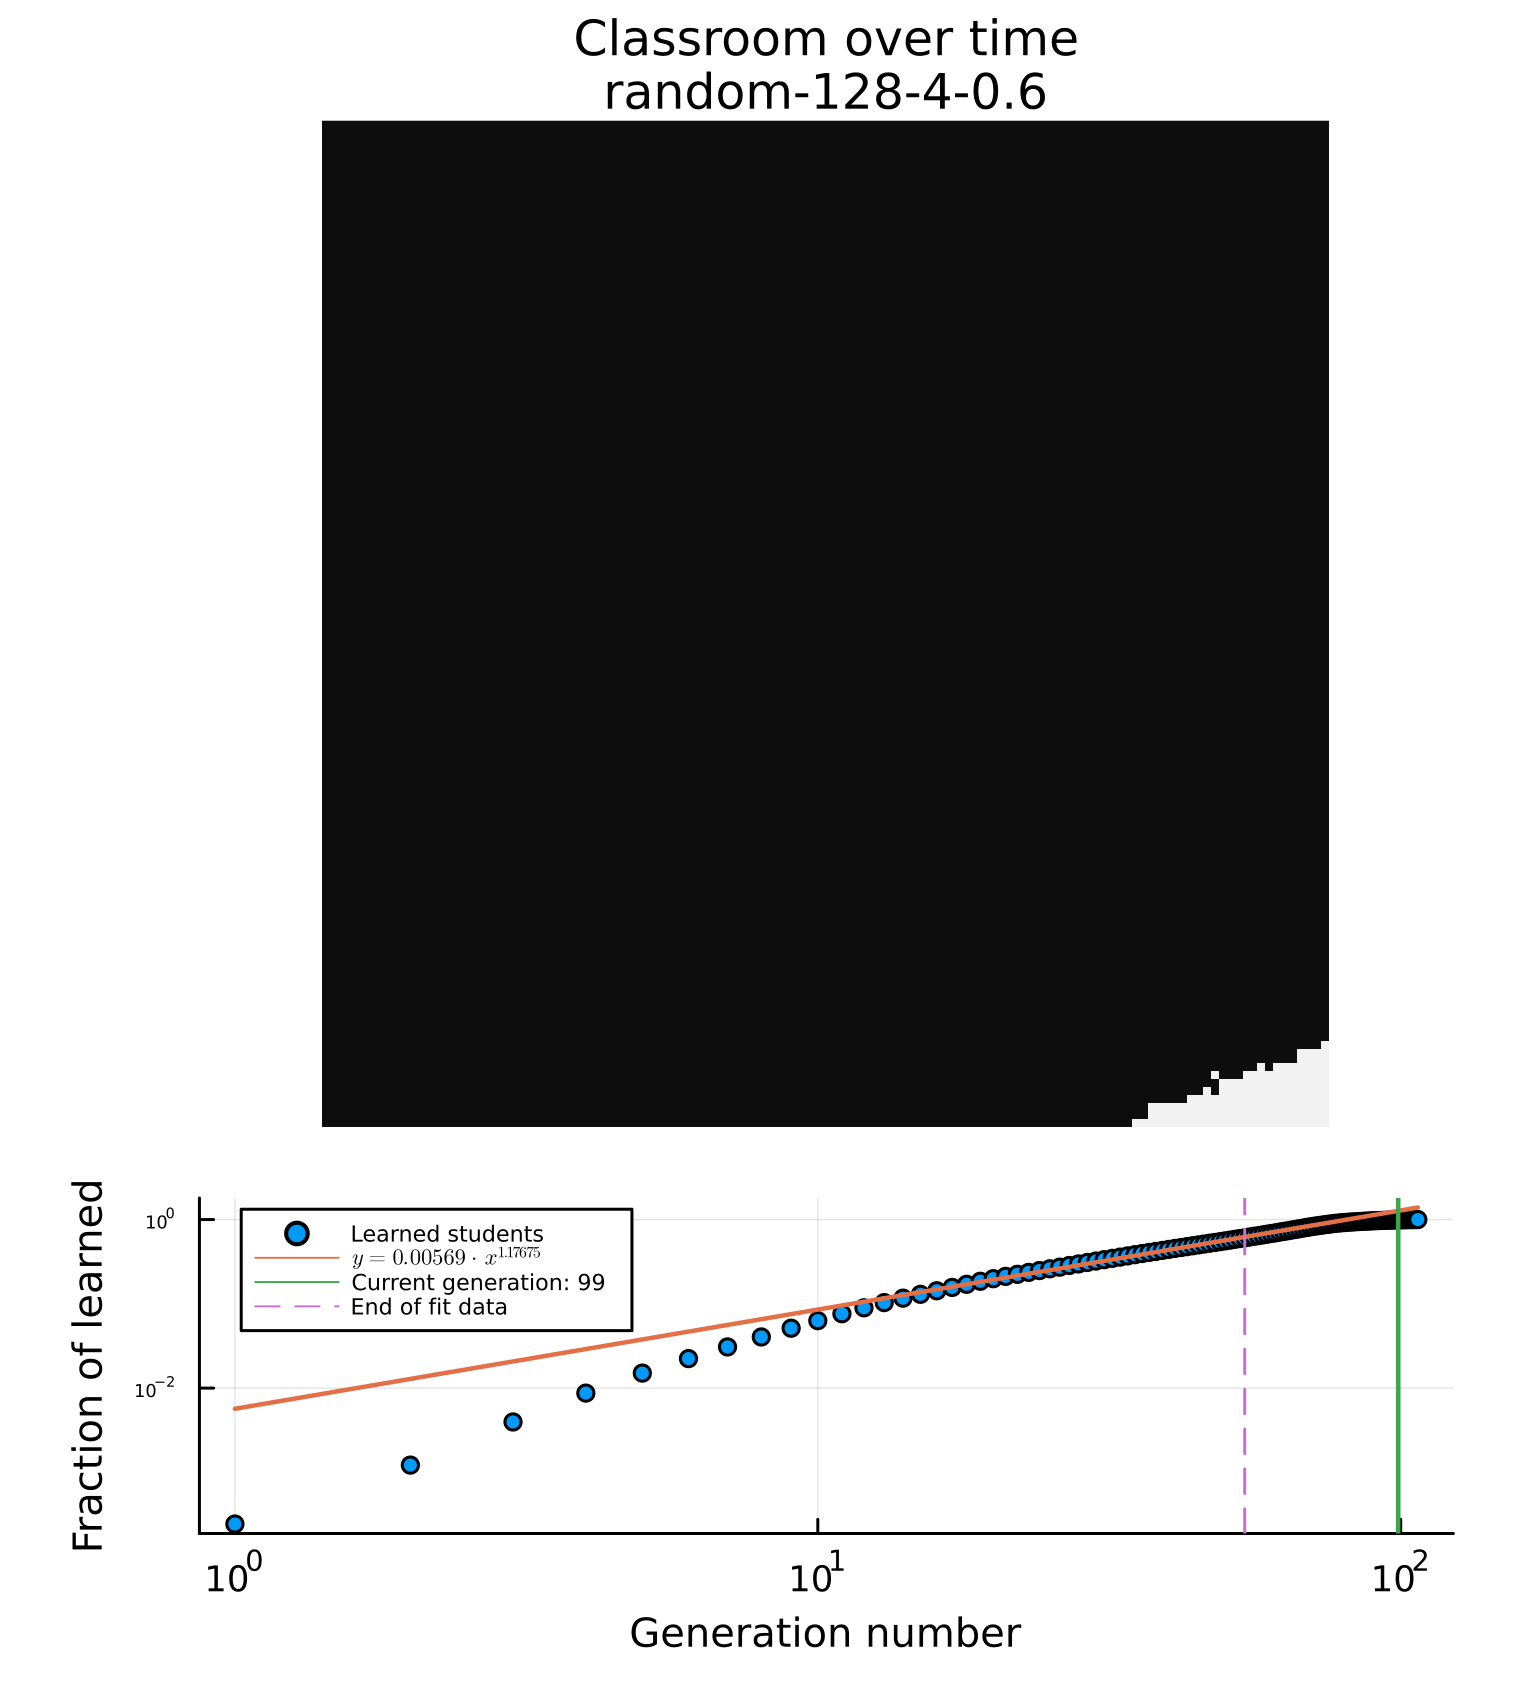 Classroom over time
random-128-4-0.6
Fraction of learned
10^0
10^-2
Learned students
y = 0.00569 · x^1.17675
Current generation: 99
End of fit data
10^0 10^1 10^2
Generation number